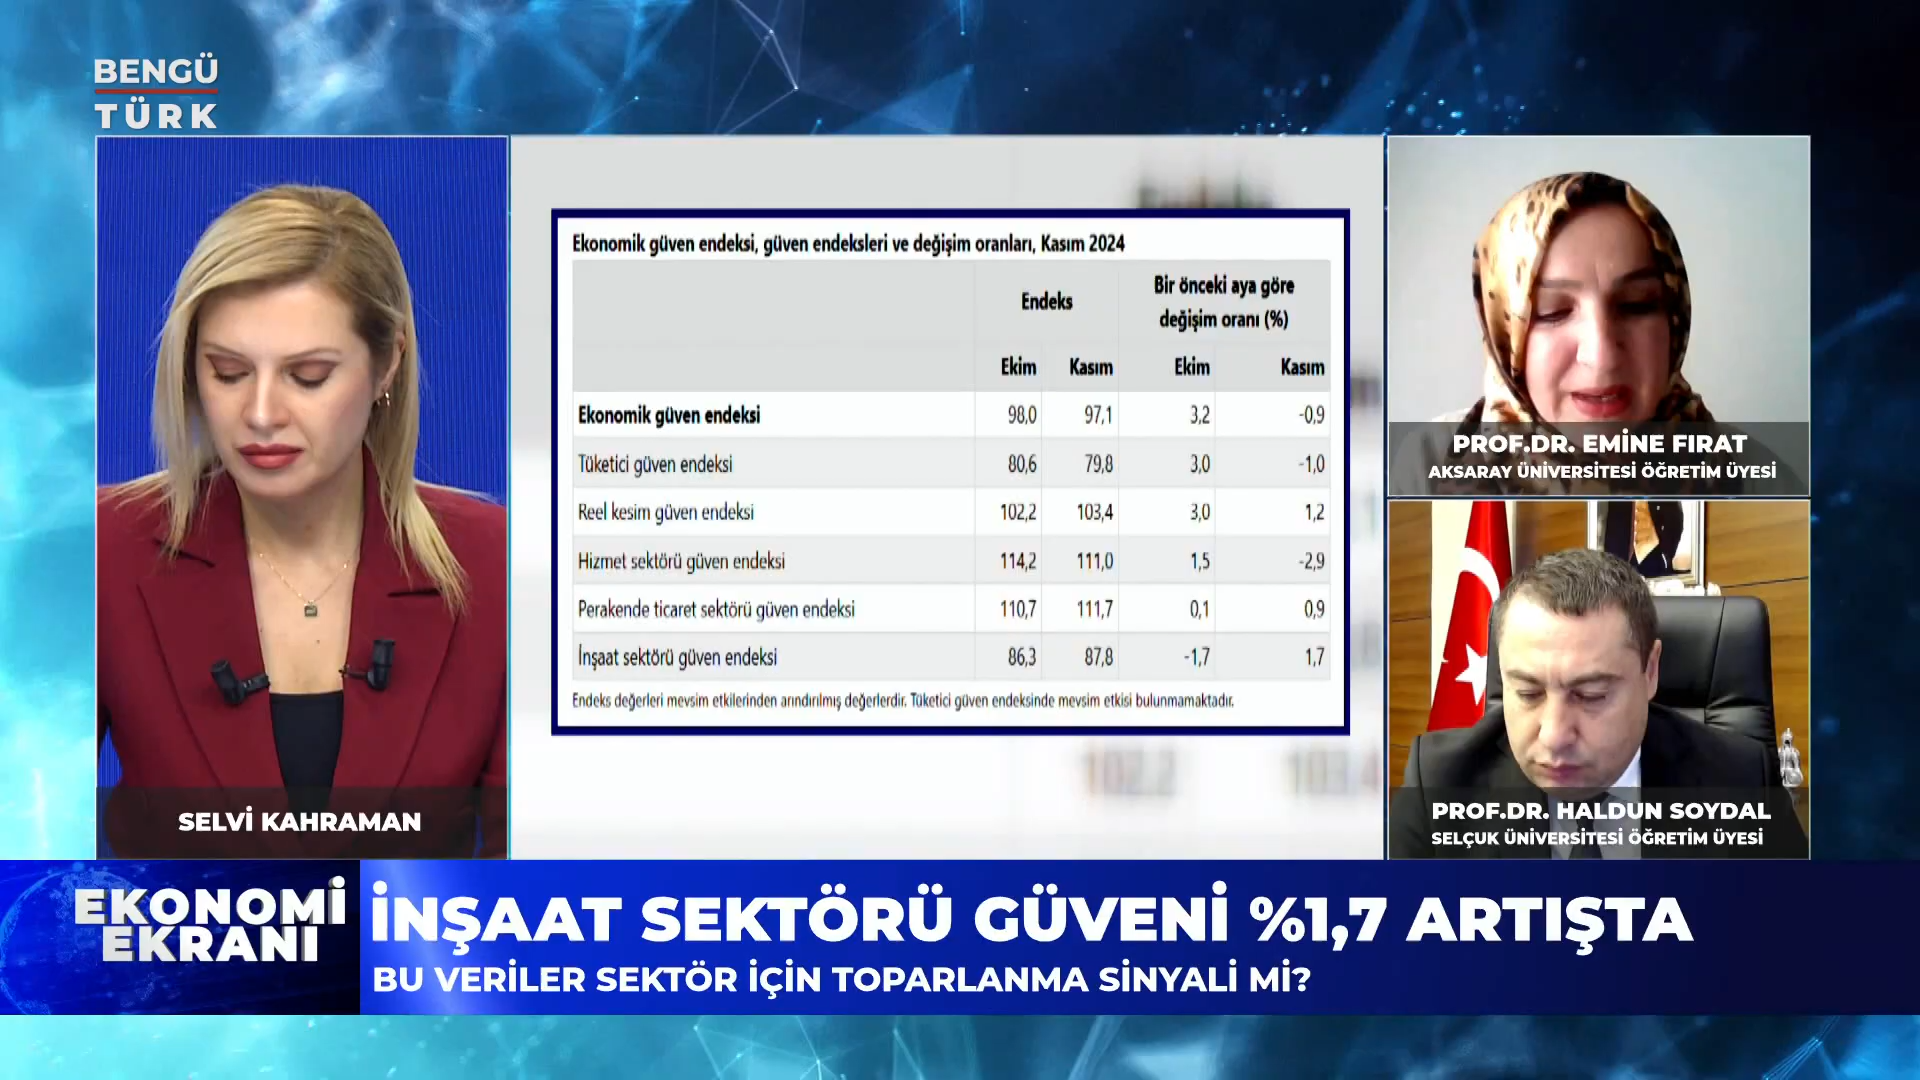 BENGÜ
TÜRK
Ekonomik güven endeksi, güven endeksleri ve değişim oranları, Kasım 2024
Endeks
Bir önceki aya göre
değişim oranı (%)
Ekim Kasım Ekim Kasım
Ekonomik güven endeksi 98,0 97,1 3,2 -0,9
Tüketici güven endeksi 80,6 79,8 3,0 -1,0
Reel kesim güven endeksi 102,2 103,4 3,0 1,2
Hizmet sektörü güven endeksi 114,2 111,0 1,5 -2,9
Perakende ticaret sektörü güven endeksi 110,7 111,7 0,1 0,9
İnşaat sektörü güven endeksi 86,3 87,8 -1,7 1,7
Endeks değerleri mevsim etkilerinden arındırılmış değerlerdir. Tüketici güven endeksinde mevsim etkisi bulunmamaktadır.
102,2 103,4
PROF.DR. EMİNE FIRAT
AKSARAY ÜNİVERSİTESİ ÖĞRETİM ÜYESİ
PROF.DR. HALDUN SOYDAL
SELÇUK ÜNİVERSİTESİ ÖĞRETİM ÜYESİ
SELVİ KAHRAMAN
EKONOMİ
EKRANI
İNŞAAT SEKTÖRÜ GÜVENİ %1,7 ARTIŞTA
BU VERİLER SEKTÖR İÇİN TOPARLANMA SİNYALİ Mİ?